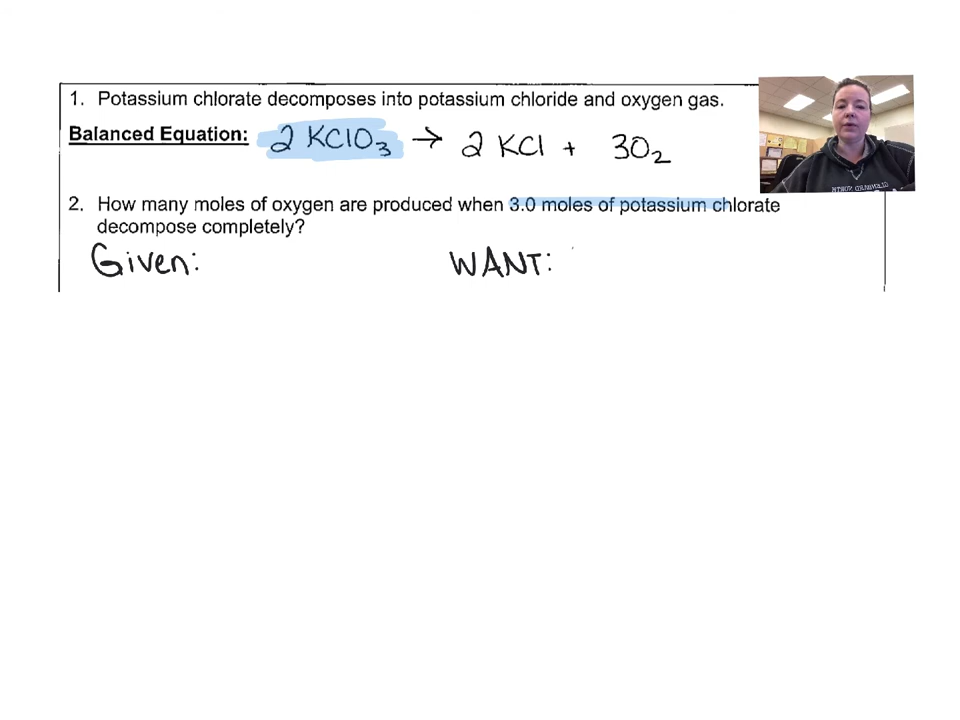 1. Potassium chlorate decomposes into potassium chloride and oxygen gas.
Balanced Equation: 2 KClO3 → 2 KCl + 3O2
2. How many moles of oxygen are produced when 3.0 moles of potassium chlorate
decompose completely?
Given: WANT: